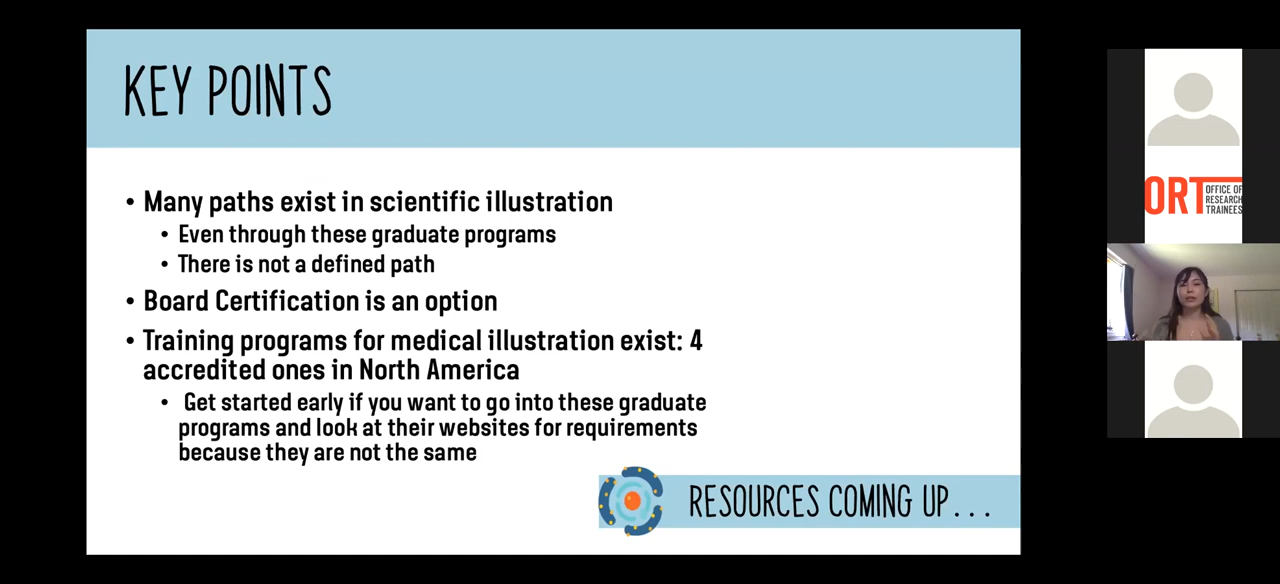 KEY POINTS
• Many paths exist in scientific illustration
• Even through these graduate programs
• There is not a defined path
• Board Certification is an option
• Training programs for medical illustration exist: 4
accredited ones in North America
• Get started early if you want to go into these graduate
programs and look at their websites for requirements
because they are not the same
RESOURCES COMING UP...
ORT OFFICE OF
RESEARCH
TRAINEES